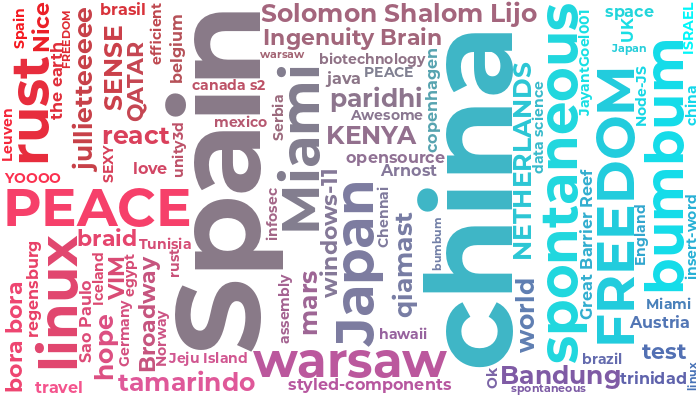 spain
Nice
FREEDOM
rust
the earth
Leuven
YOOOO
jullietteeeee
brasil
SENSE
QATAR
efficient
belgium
unity3d
SEXY
react
love
canada s2
mexico
Spain
Solomon Shalom Lijo
Ingenuity Brain
warsaw
biotechnology
java
PEACE
paridhi
Awesome
KENYA
opensource
Arnost
Serbia
Miami
infosec
windows-11
Japan
Chennai
qiamast
copenhagen
bumbum
china
NETHERLANDS
data science
spontaneous
JayantGoel001
Great Barrier Reef
space
UK
Japan
Node-JS
FREEDOM
England
bumbum
ISRAEL
china
insert-word
PEACE
braid
Tunisia
rustia
linux
regensburg
bora bora
Sao Paulo
Iceland
VIM
egypt
hope
Germany
Broadway
Norway
Jeju Island
travel
tamarindo
warsaw
styled-components
assembly
mars
hawaii
world
Ok
Bandung
spontaneous
brazil
trinidad
test
Miami
Austria
linux